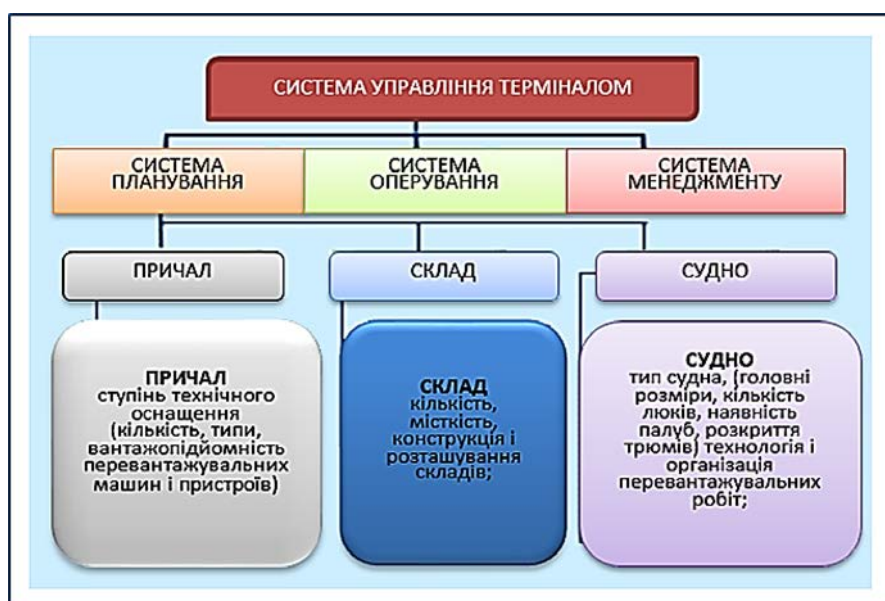 СИСТЕМА УПРАВЛІННЯ ТЕРМІНАЛОМ
СИСТЕМА
ПЛАНУВАННЯ
СИСТЕМА
ОПЕРУВАННЯ
СИСТЕМА
МЕНЕДЖМЕНТУ
ПРИЧАЛ
СКЛАД
СУДНО
ПРИЧАЛ
ступінь технічного
оснащення
(кількість, типи,
вантажопідйомність
перевантажувальних
машин і пристроїв)
СКЛАД
кількість,
місткість,
конструкція і
розташування
складів;
СУДНО
тип судна, (головні
розміри, кількість
люків, наявність
палуб, розкриття
трюмів) технологія і
організація
перевантажувальних
робіт;